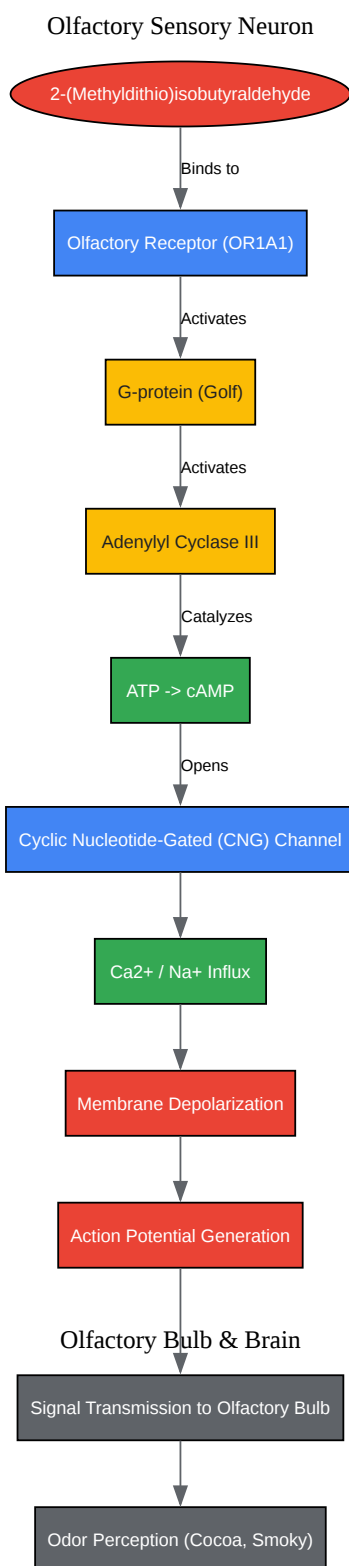 Olfactory Sensory Neuron
2-(Methyldithio)isobutyraldehyde
Binds to
Olfactory Receptor (OR1A1)
Activates
G-protein (Golf)
Activates
Adenylyl Cyclase III
Catalyzes
ATP -> cAMP
Opens
Cyclic Nucleotide-Gated (CNG) Channel
Ca2+ / Na+ Influx
Membrane Depolarization
Action Potential Generation
Olfactory Bulb & Brain
Signal Transmission to Olfactory Bulb
Odor Perception (Cocoa, Smoky)